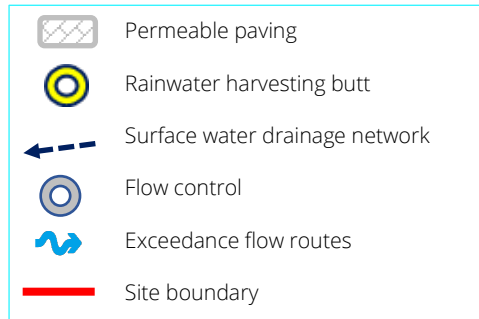 Permeable paving
Rainwater harvesting butt
Surface water drainage network
Flow control
Exceedance flow routes
Site boundary